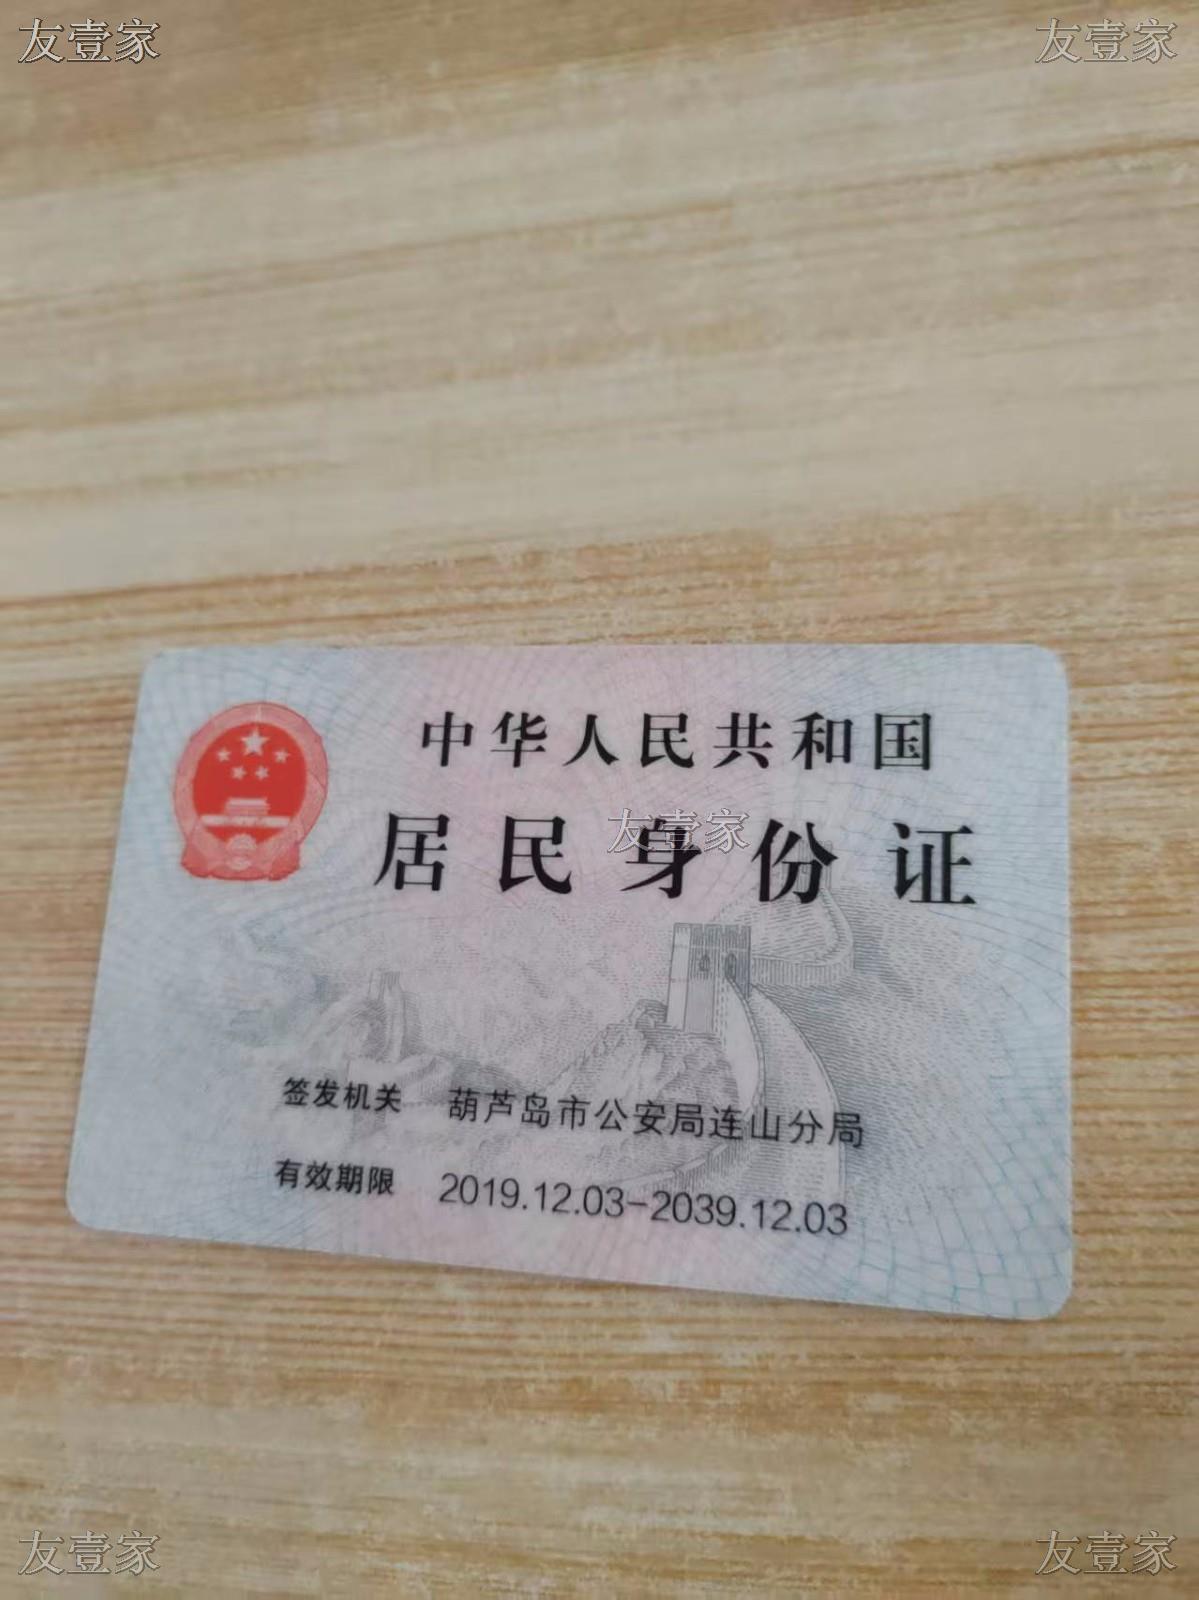 友壹家 友壹家
中华人民共和国
居民身份证
友壹家
签发机关 葫芦岛市公安局连山分局
有效期限 2019.12.03-2039.12.03
友壹家 友壹家